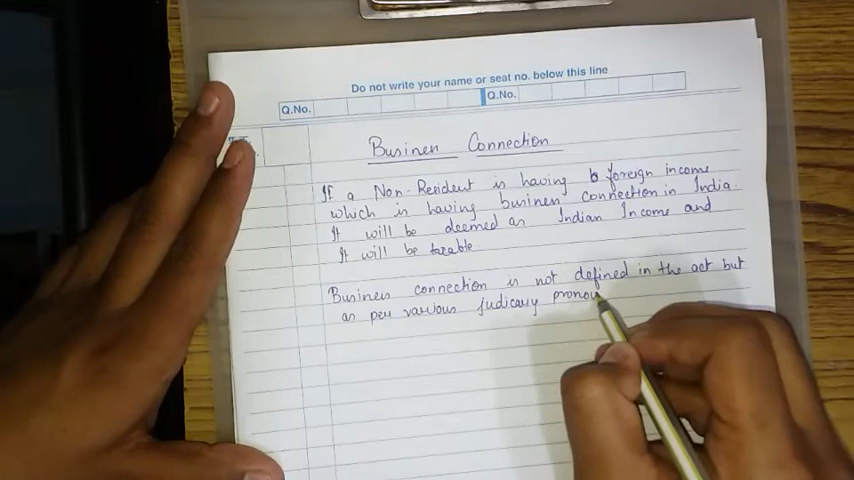 Do not write your name or seat no. below this line
Q.No. Q.No.
Business Connection
If a Non-Resident is having foreign income
which is having business connection in India.
It will be deemed as Indian Income and
It will be taxable
Business connection is not defined in the act but
as per various judicary pronou